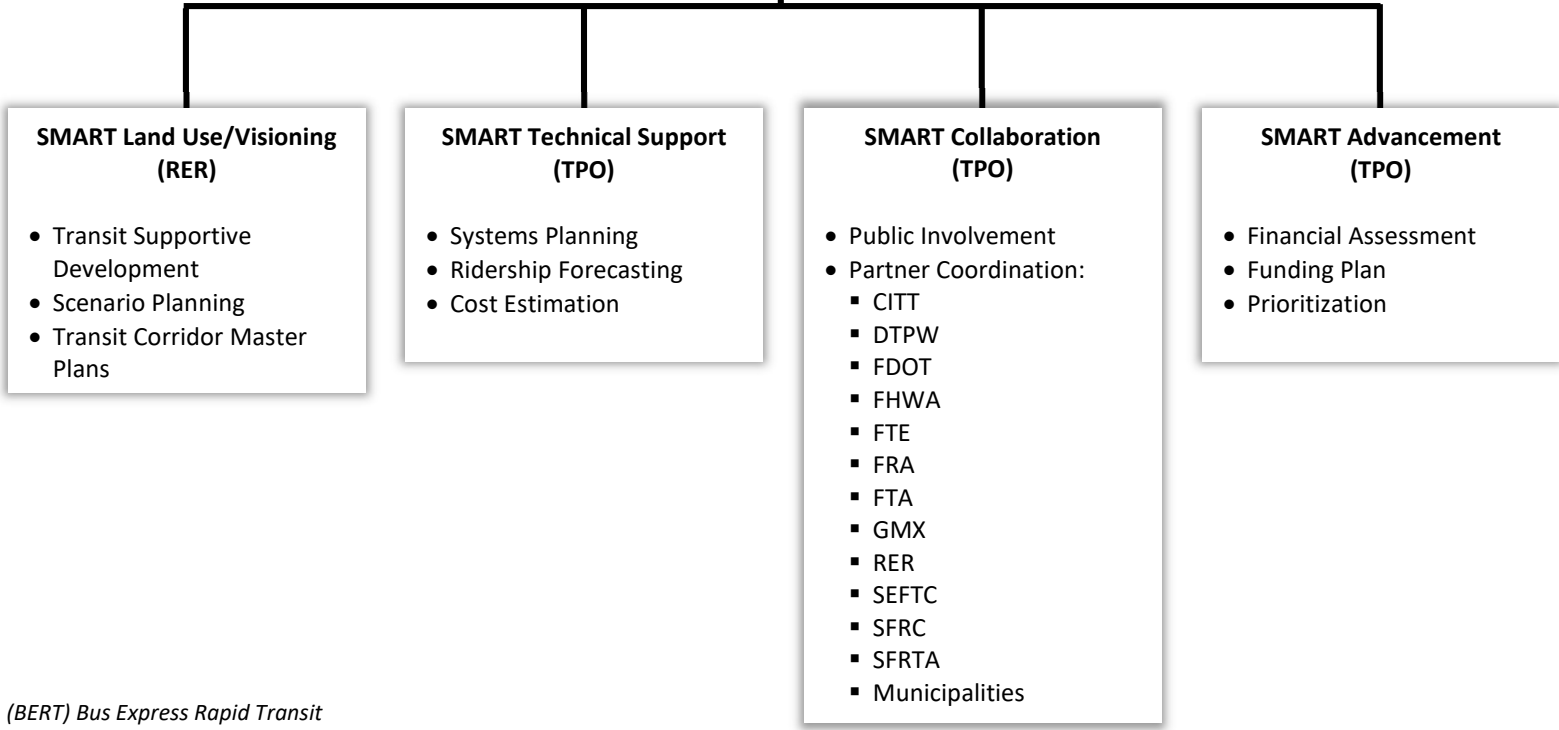 SMART Land Use/Visioning
(RER)
• Transit Supportive
Development
• Scenario Planning
• Transit Corridor Master
Plans
SMART Technical Support
(TPO)
• Systems Planning
• Ridership Forecasting
• Cost Estimation
SMART Collaboration
(TPO)
• Public Involvement
• Partner Coordination:
▪ CITT
▪ DTPW
▪ FDOT
▪ FHWA
▪ FTE
▪ FRA
▪ FTA
▪ GMX
▪ RER
▪ SEFTC
▪ SFRC
▪ SFRTA
▪ Municipalities
SMART Advancement
(TPO)
• Financial Assessment
• Funding Plan
• Prioritization
(BERT) Bus Express Rapid Transit